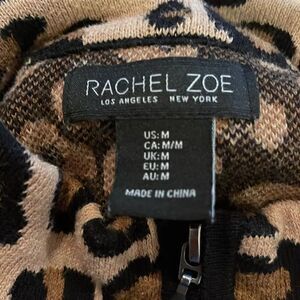 RACHEL ZOE
LOS ANGELES NEW YORK
US: M
CA: M/M
UK: M
EU: M
AU: M
MADE IN CHINA